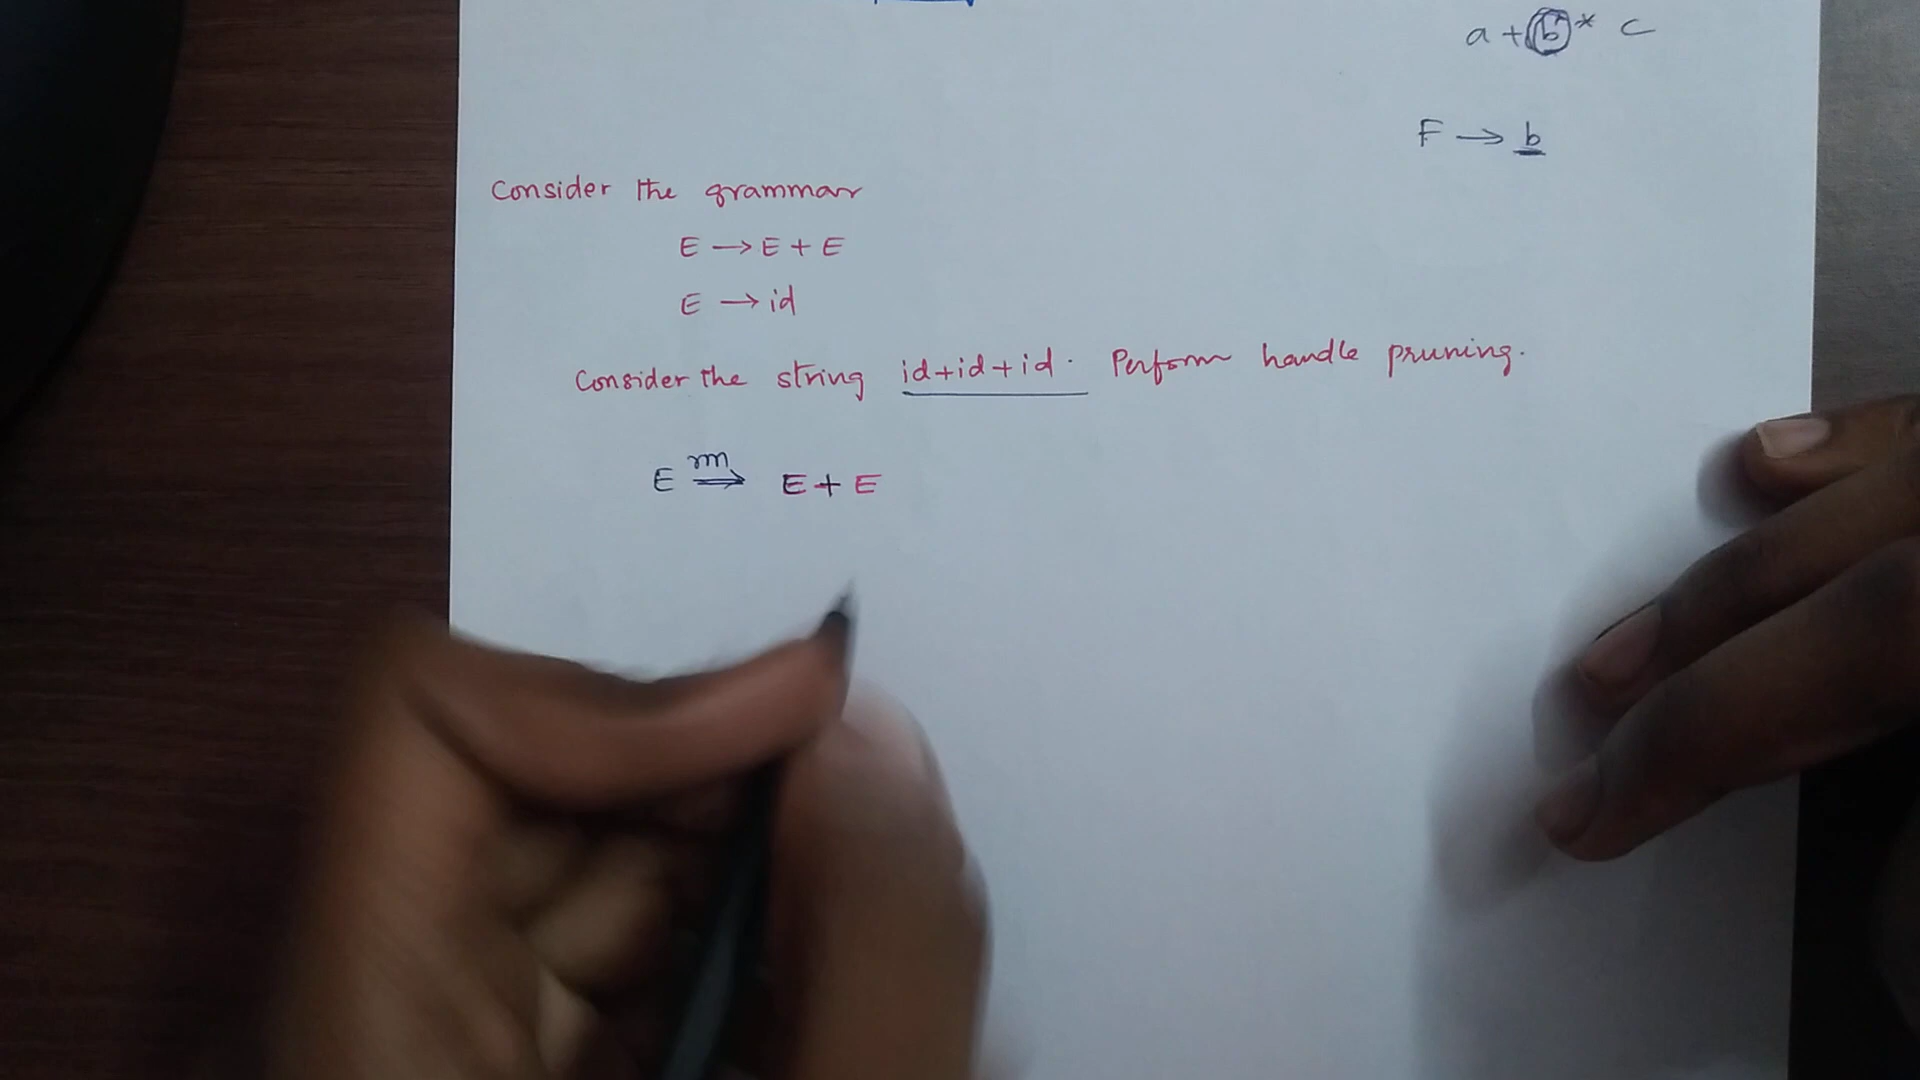 a + b * c
F → b
Consider the grammar
E → E + E
E → id
Consider the string id+id+id. Perform handle pruning.
E ⇒ E + E
rm